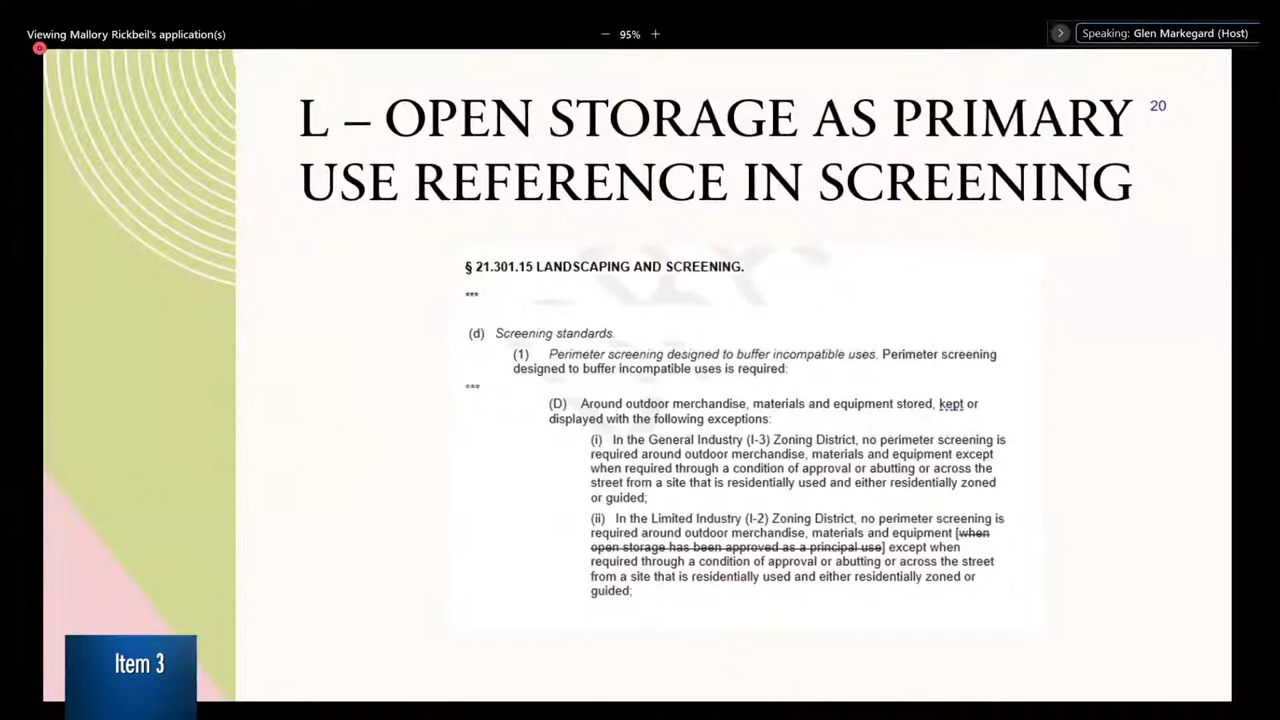 Viewing Mallory Rickbeil's application(s)
− 95% +
Speaking: Glen Markegard (Host)
L – OPEN STORAGE AS PRIMARY
USE REFERENCE IN SCREENING
20
§ 21.301.15 LANDSCAPING AND SCREENING.
***
(d) Screening standards.
(1) Perimeter screening designed to buffer incompatible uses. Perimeter screening
designed to buffer incompatible uses is required:
***
(D) Around outdoor merchandise, materials and equipment stored, kept or
displayed with the following exceptions:
(i) In the General Industry (I-3) Zoning District, no perimeter screening is
required around outdoor merchandise, materials and equipment except
when required through a condition of approval or abutting or across the
street from a site that is residentially used and either residentially zoned
or guided;
(ii) In the Limited Industry (I-2) Zoning District, no perimeter screening is
required around outdoor merchandise, materials and equipment [when
open storage has been approved as a principal use] except when
required through a condition of approval or abutting or across the street
from a site that is residentially used and either residentially zoned or
guided;
Item 3